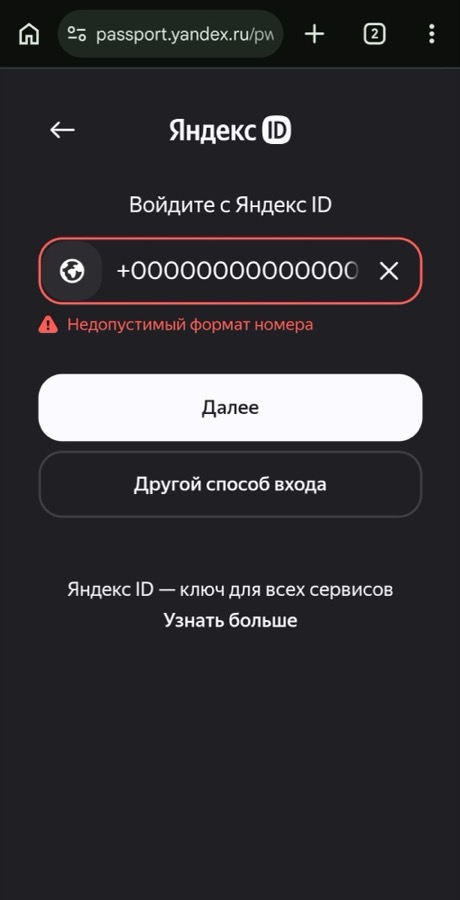 passport.yandex.ru/pw
2
Яндекс ID
Войдите с Яндекс ID
+00000000000000
Недопустимый формат номера
Далее
Другой способ входа
Яндекс ID — ключ для всех сервисов
Узнать больше